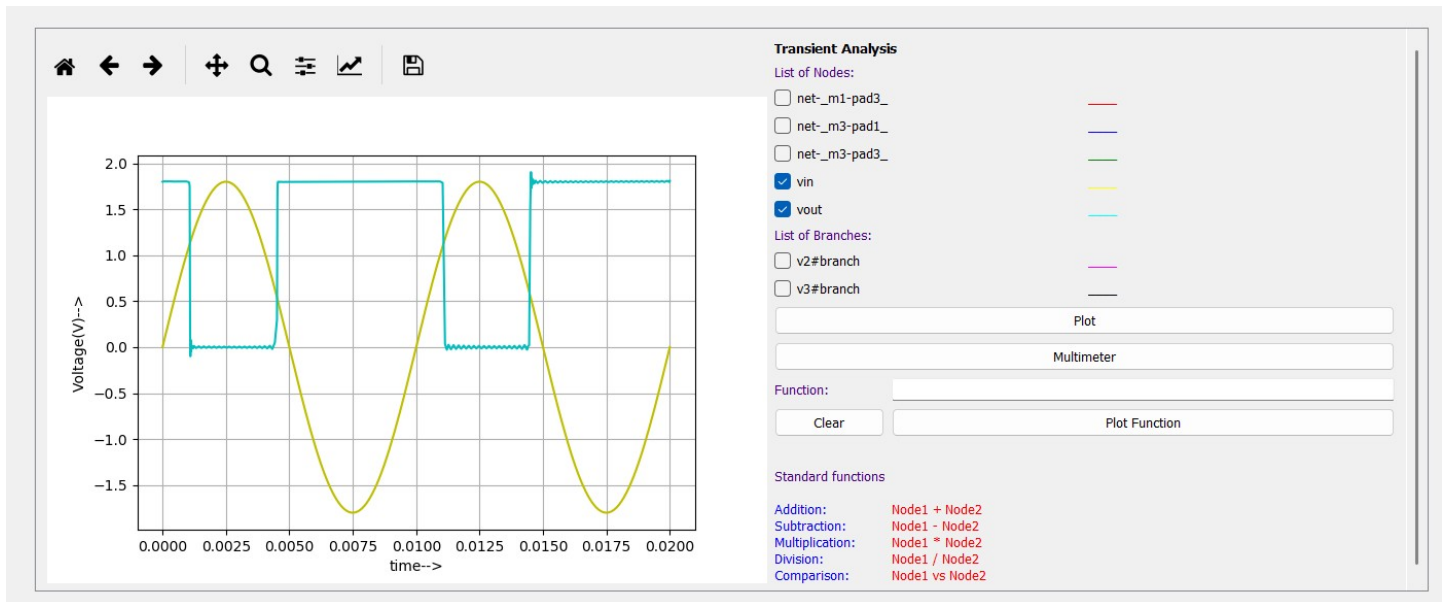 Transient Analysis
List of Nodes:
net-_m1-pad3_
net-_m3-pad1_
net-_m3-pad3_
vin
vout
List of Branches:
v2#branch
v3#branch
Plot
Multimeter
Function:
Clear Plot Function
Standard functions
Addition: Node1 + Node2
Subtraction: Node1 - Node2
Multiplication: Node1 * Node2
Division: Node1 / Node2
Comparison: Node1 vs Node2
Voltage(V)-->
2.0
1.5
1.0
0.5
0.0
−0.5
−1.0
−1.5
0.0000 0.0025 0.0050 0.0075 0.0100 0.0125 0.0150 0.0175 0.0200
time-->